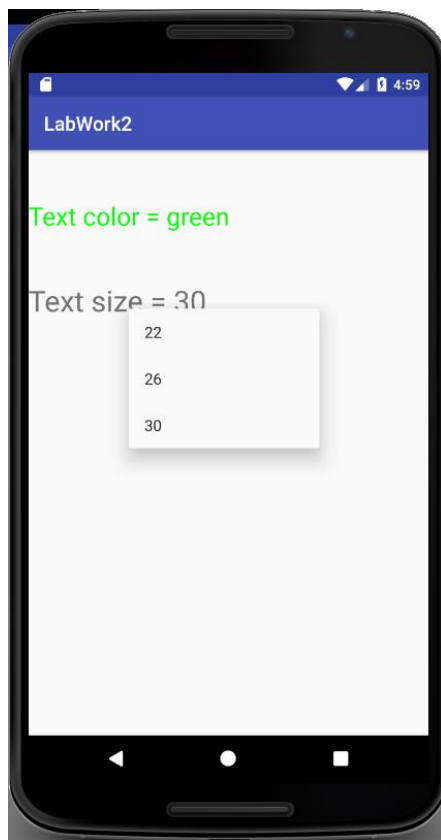 4:59
LabWork2
Text color = green
Text size = 30
22
26
30